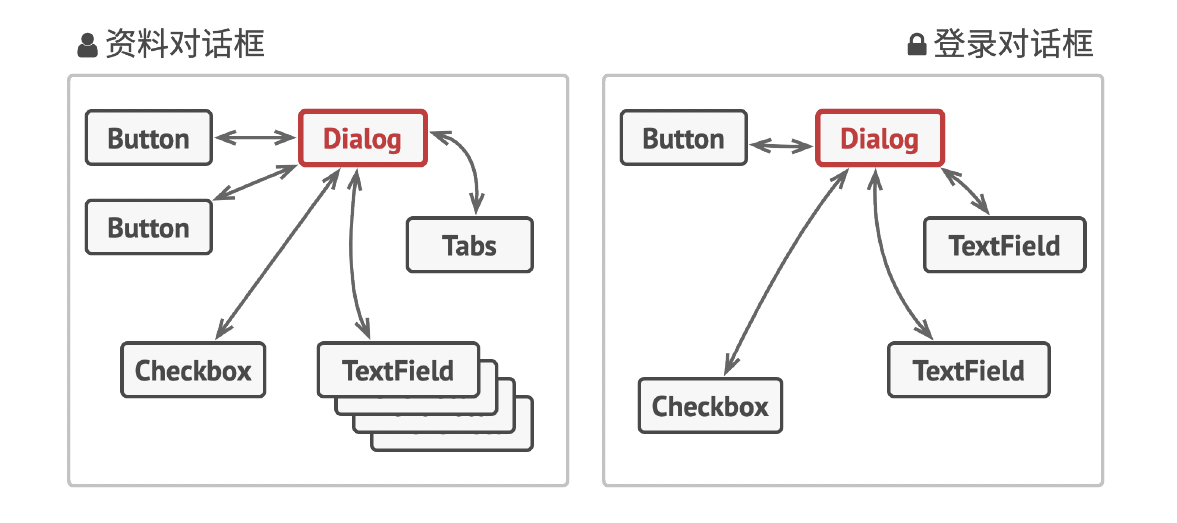 资料对话框
Button
Dialog
Button
Tabs
Checkbox
TextField
登录对话框
Button
Dialog
TextField
TextField
Checkbox